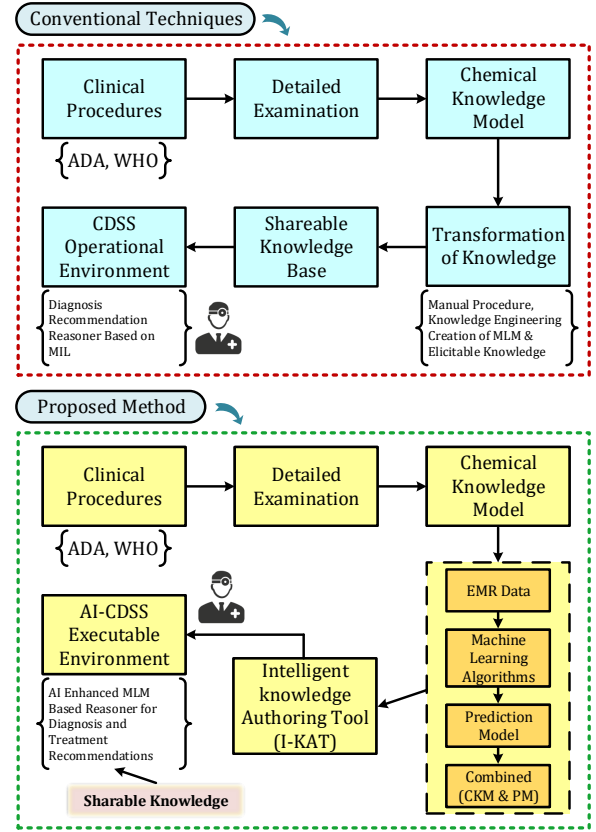 Conventional Techniques
Clinical
Procedures
Detailed
Examination
Chemical
Knowledge
Model
{ADA, WHO}
CDSS
Operational
Environment
Shareable
Knowledge
Base
Transformation
of Knowledge
Diagnosis
Recommendation
Reasoner Based on
MIL
Manual Procedure,
Knowledge Engineering
Creation of MLM &
Elicitable Knowledge
Proposed Method
Clinical
Procedures
Detailed
Examination
Chemical
Knowledge
Model
{ADA, WHO}
EMR Data
Machine
Learning
Algorithms
Prediction
Model
Combined
(CKM & PM)
Intelligent
knowledge
Authoring Tool
(I-KAT)
AI-CDSS
Executable
Environment
AI Enhanced MLM
Based Reasoner for
Diagnosis and
Treatment
Recommendations
Sharable Knowledge